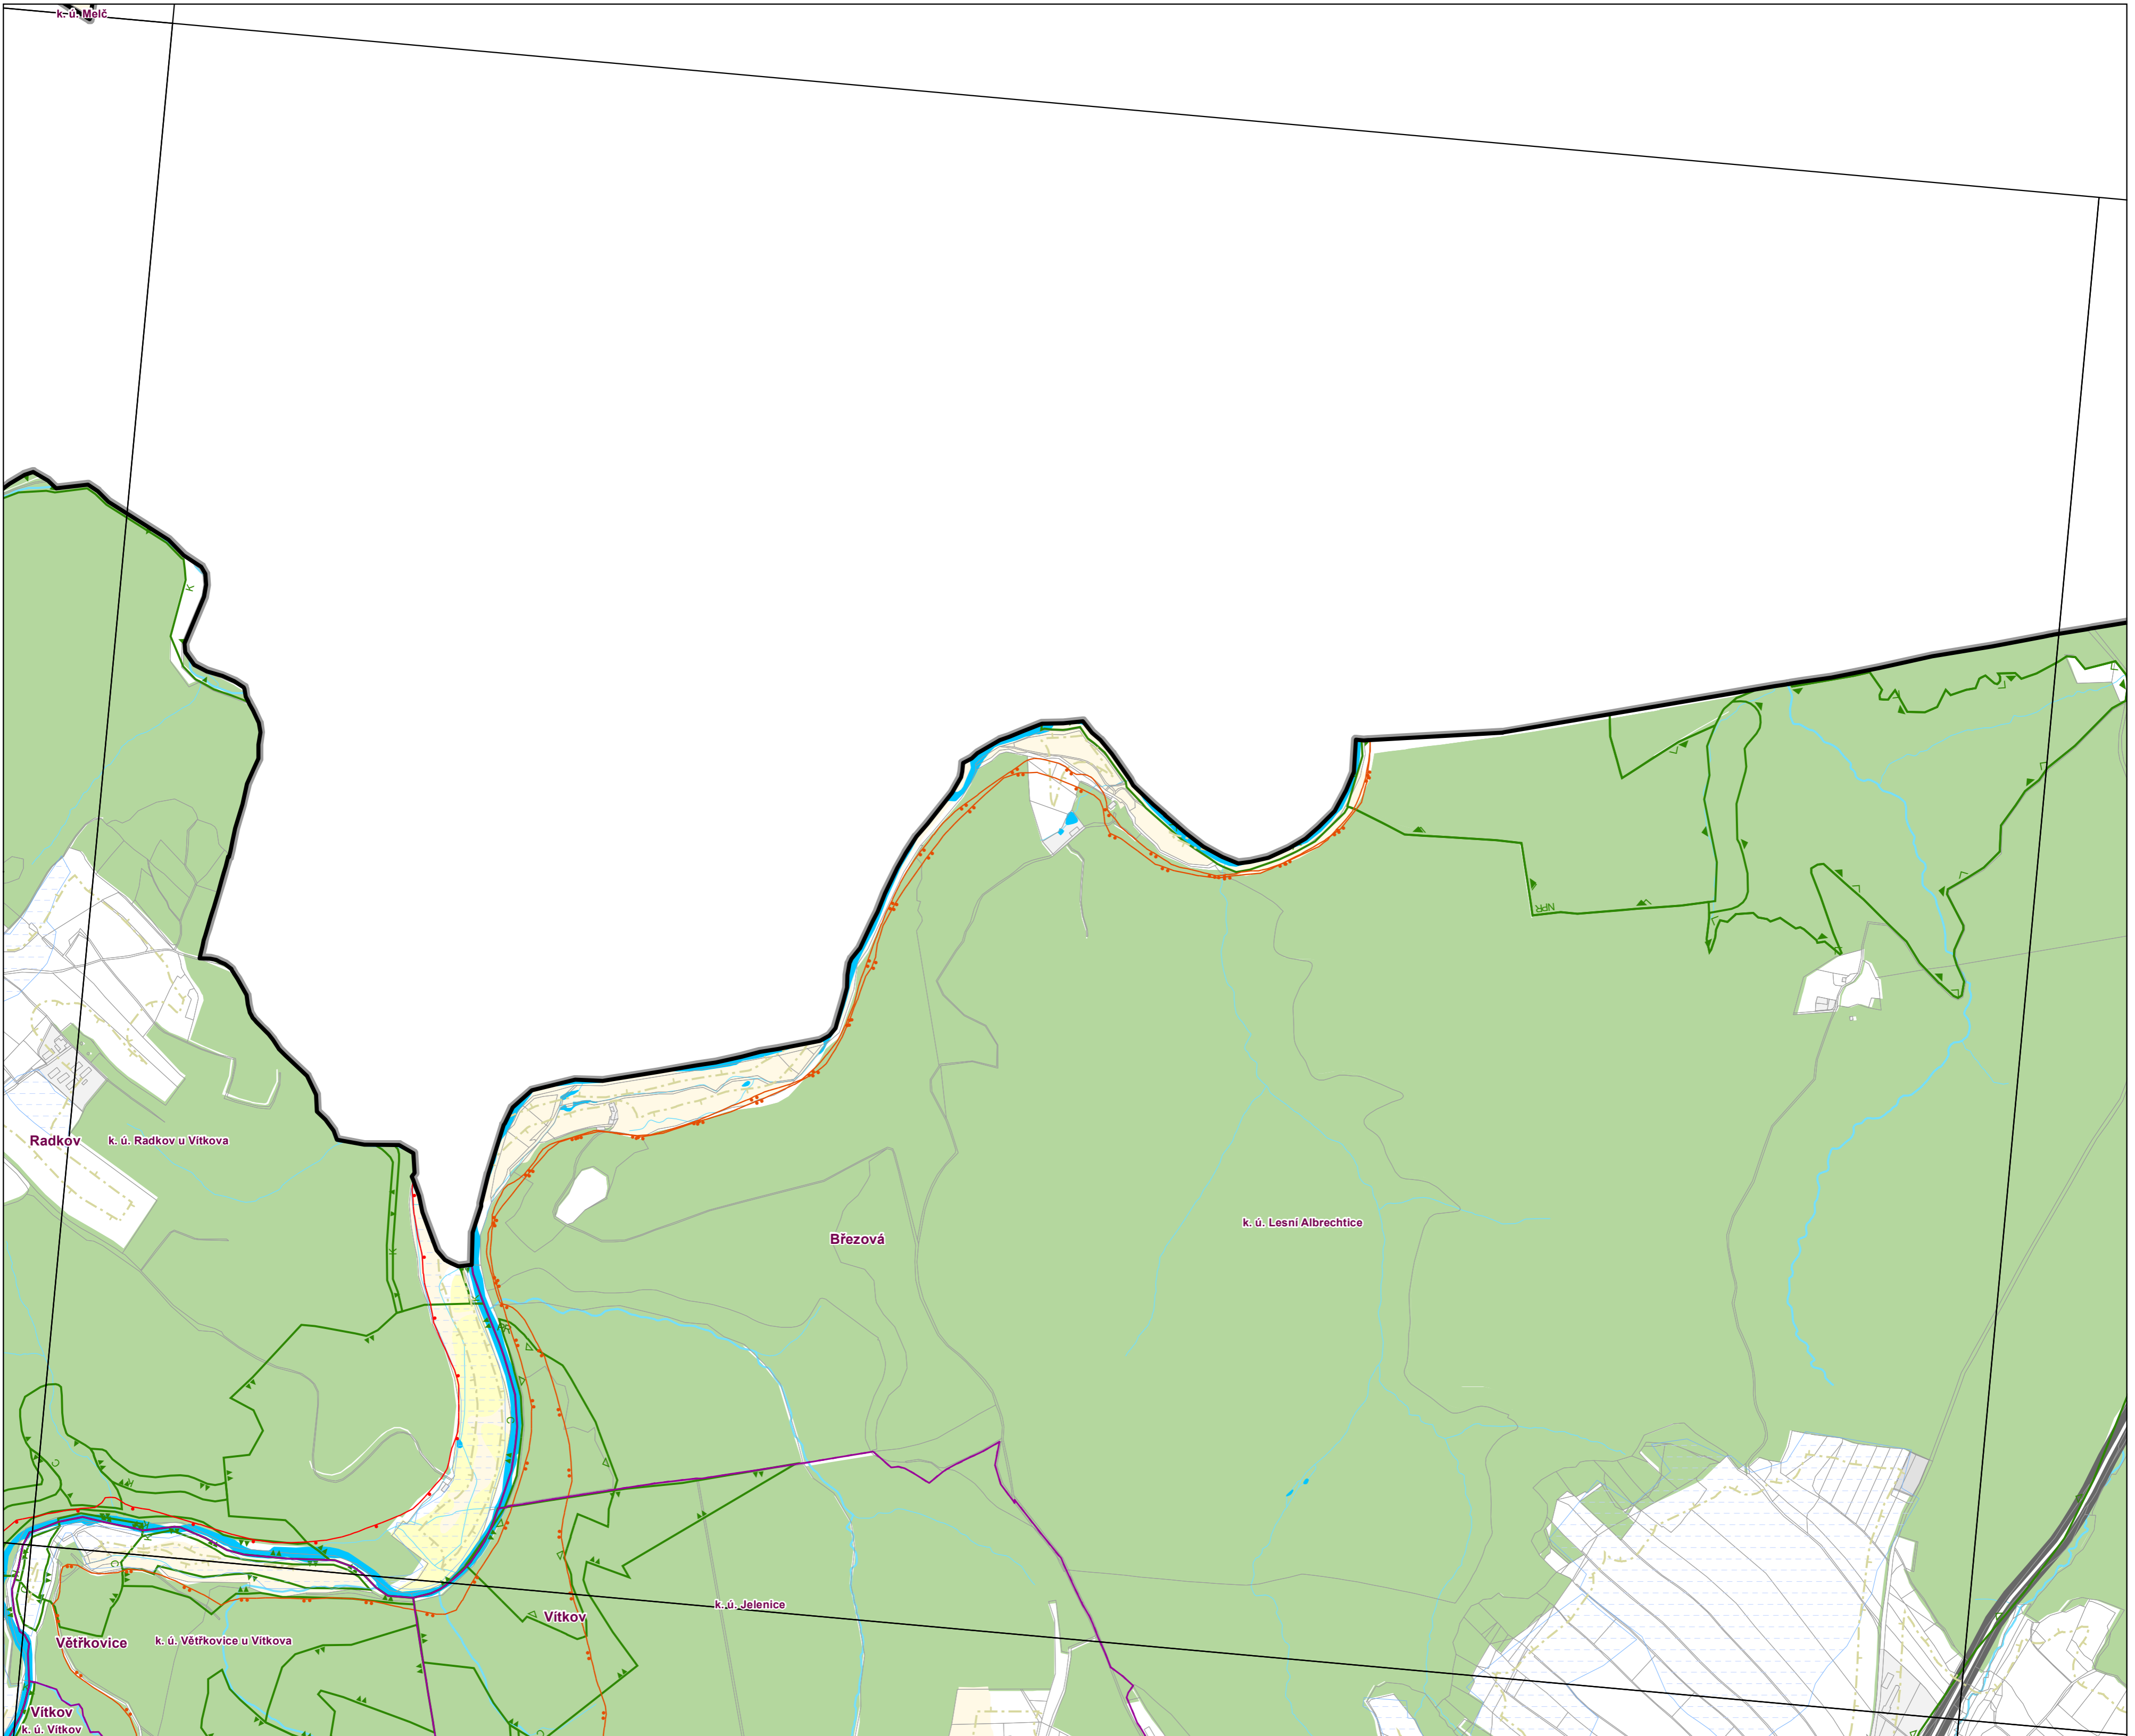 k. ú. Melč
K
L
L
L
L
L
L
L
L
NPR
L
L
L
Radkov
k. ú. Radkov u Vítkova
k. ú. Lesní Albrechtice
Březová
K
K
C
C
A
K
C
k. ú. Jelenice
Vítkov
Větřkovice
k. ú. Větřkovice u Vítkova
Vítkov
k. ú. Vítkov
C